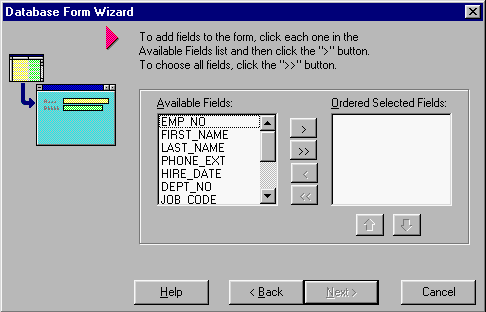 Database Form Wizard
To add fields to the form, click each one in the
Available Fields list and then click the ">" button.
To choose all fields, click the ">>" button.
Available Fields:
Ordered Selected Fields:
EMP_NO
FIRST_NAME
LAST_NAME
PHONE_EXT
HIRE_DATE
DEPT_NO
JOB_CODE
>
>>
<
<<
Help
< Back
Next >
Cancel